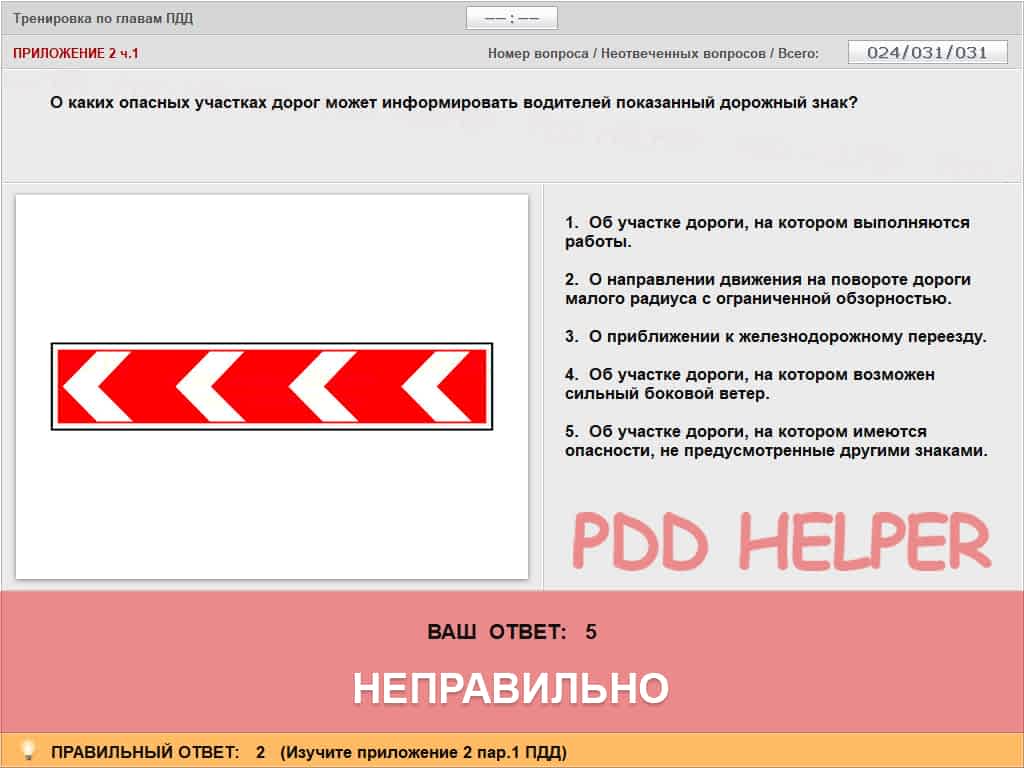 Тренировка по главам ПДД
—— : ——
ПРИЛОЖЕНИЕ 2 ч.1
Номер вопроса / Неотвеченных вопросов / Всего: 024/031/031
О каких опасных участках дорог может информировать водителей показанный дорожный знак?
1. Об участке дороги, на котором выполняются
работы.
2. О направлении движения на повороте дороги
малого радиуса с ограниченной обзорностью.
3. О приближении к железнодорожному переезду.
4. Об участке дороги, на котором возможен
сильный боковой ветер.
5. Об участке дороги, на котором имеются
опасности, не предусмотренные другими знаками.
PDD HELPER
ВАШ ОТВЕТ: 5
НЕПРАВИЛЬНО
ПРАВИЛЬНЫЙ ОТВЕТ: 2 (Изучите приложение 2 пар.1 ПДД)